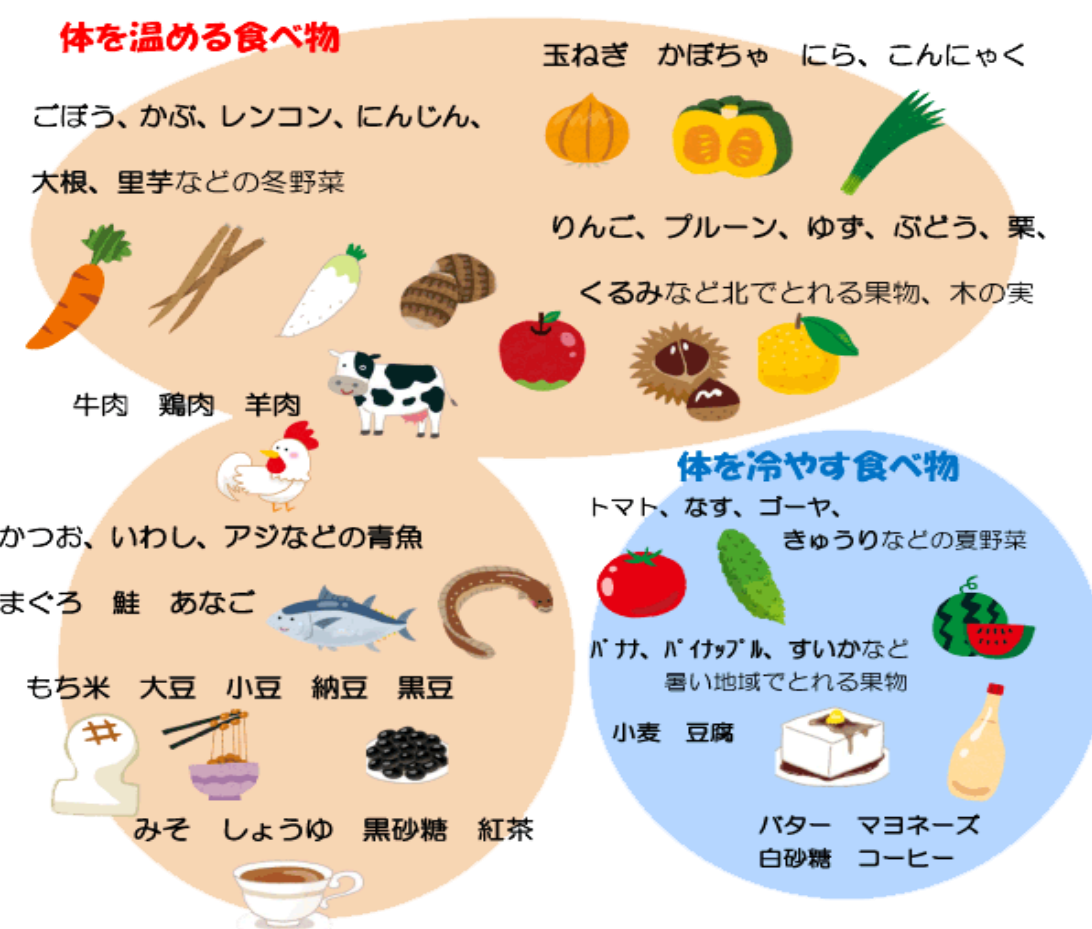 体を温める食べ物
玉ねぎ　かぼちゃ　にら、こんにゃく
ごぼう、かぶ、レンコン、にんじん、
大根、里芋などの冬野菜
りんご、プルーン、ゆず、ぶどう、栗、
くるみなど北でとれる果物、木の実
牛肉　鶏肉　羊肉
かつお、いわし、アジなどの青魚
まぐろ　鮭　あなご
もち米　大豆　小豆　納豆　黒豆
みそ　しょうゆ　黒砂糖　紅茶
体を冷やす食べ物
トマト、なす、ゴーヤ、
きゅうりなどの夏野菜
ﾊﾞﾅﾅ、ﾊﾟｲﾅｯﾌﾟﾙ、すいかなど
暑い地域でとれる果物
小麦　豆腐
バター　マヨネーズ
白砂糖　コーヒー